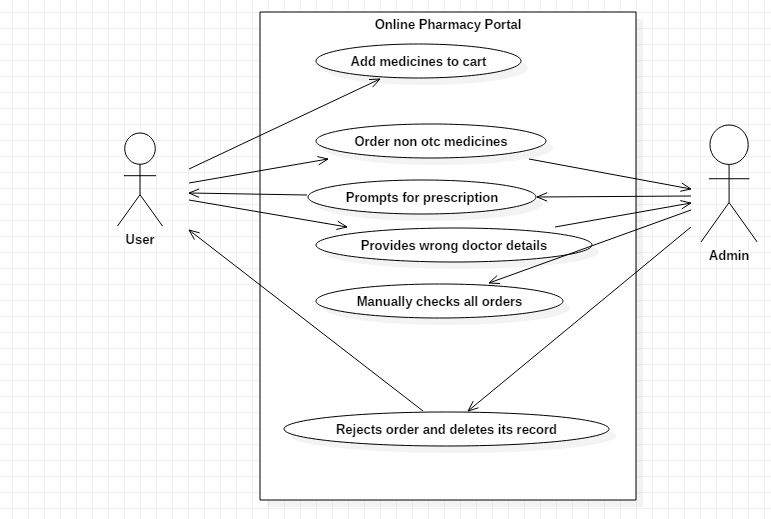 Online Pharmacy Portal
Add medicines to cart
Order non otc medicines
Prompts for prescription
User
Provides wrong doctor details
Admin
Manually checks all orders
Rejects order and deletes its record